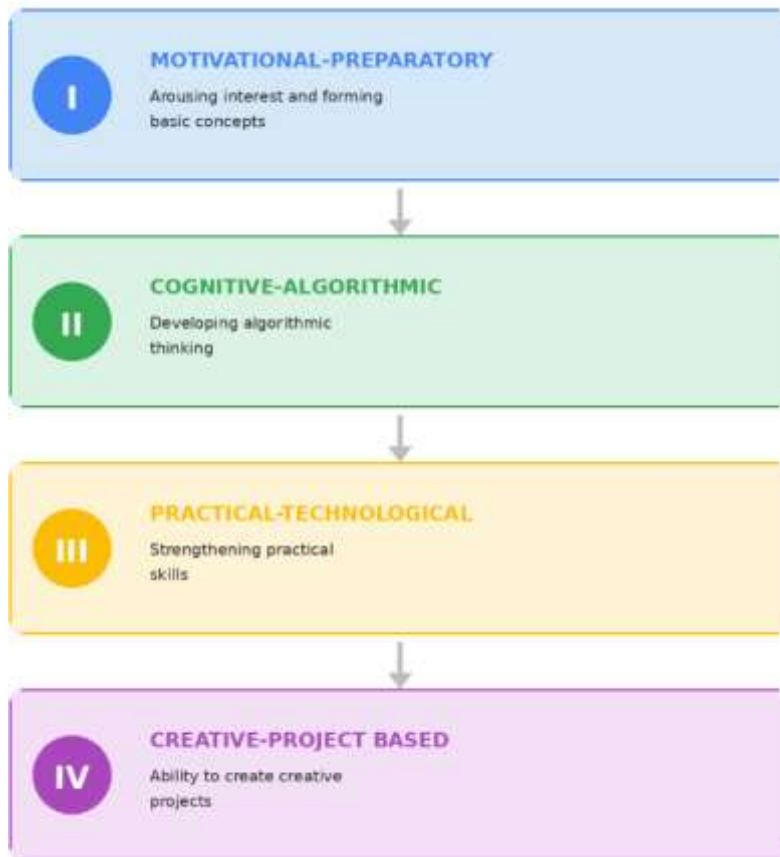 I
MOTIVATIONAL-PREPARATORY
Arousing interest and forming
basic concepts
II
COGNITIVE-ALGORITHMIC
Developing algorithmic
thinking
III
PRACTICAL-TECHNOLOGICAL
Strengthening practical
skills
IV
CREATIVE-PROJECT BASED
Ability to create creative
projects